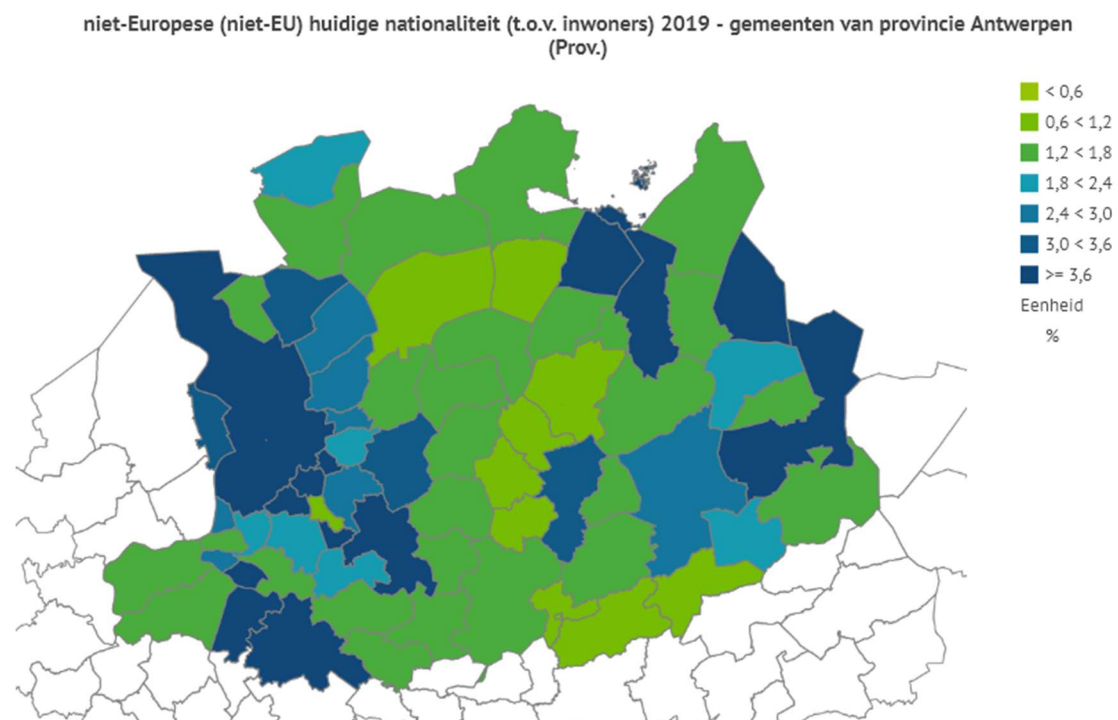 niet-Europese (niet-EU) huidige nationaliteit (t.o.v. inwoners) 2019 - gemeenten van provincie Antwerpen
(Prov.)
< 0,6
0,6 < 1,2
1,2 < 1,8
1,8 < 2,4
2,4 < 3,0
3,0 < 3,6
>= 3,6
Eenheid
%